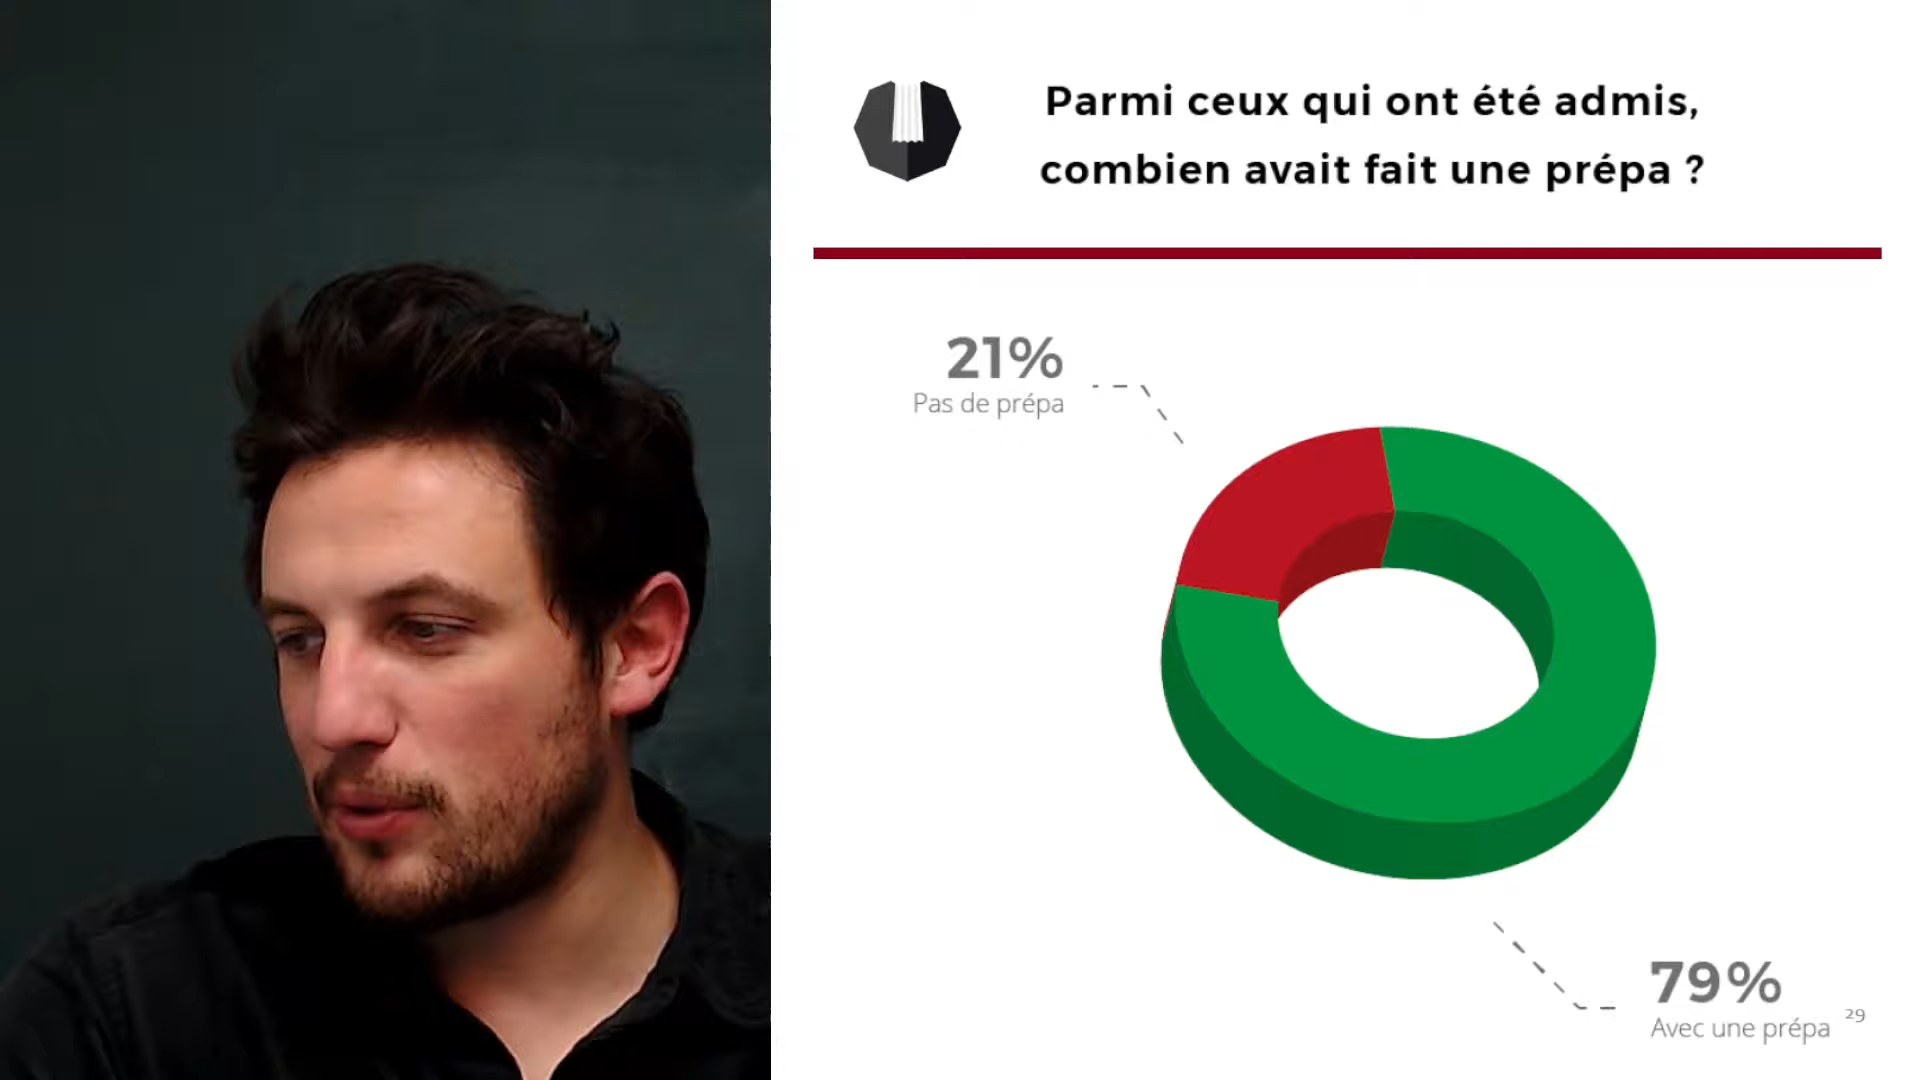 Parmi ceux qui ont été admis,
combien avait fait une prépa ?
21%
Pas de prépa
79%
Avec une prépa
29